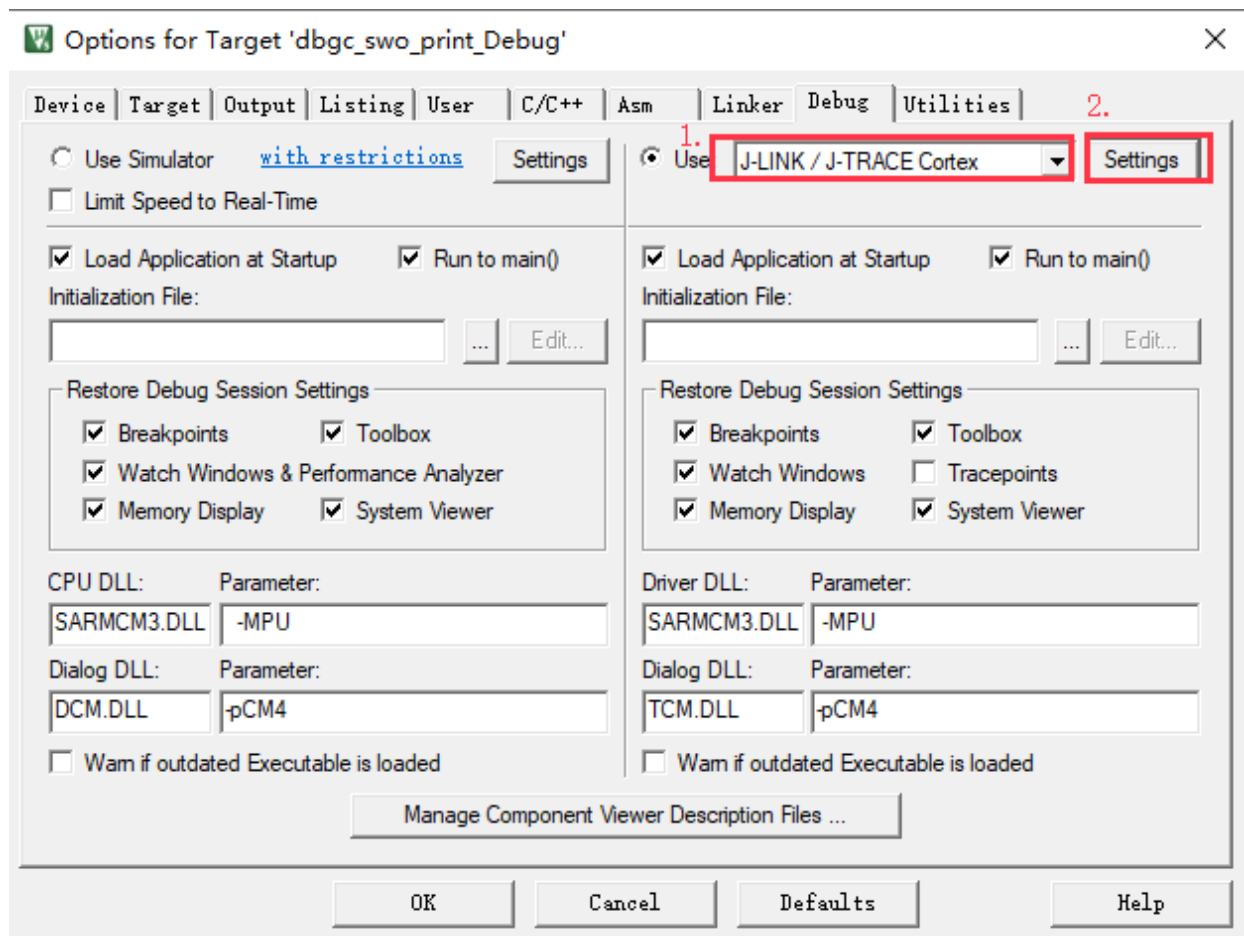 Options for Target 'dbgc_swo_print_Debug'
Device Target Output Listing User C/C++ Asm Linker Debug Utilities
2.
1.
Use Simulator with restrictions Settings
Use: J-LINK / J-TRACE Cortex Settings
Limit Speed to Real-Time
Load Application at Startup Run to main()
Load Application at Startup Run to main()
Initialization File:
Initialization File:
... Edit...
... Edit...
Restore Debug Session Settings
Breakpoints Toolbox
Watch Windows & Performance Analyzer
Memory Display System Viewer
Restore Debug Session Settings
Breakpoints Toolbox
Watch Windows Tracepoints
Memory Display System Viewer
CPU DLL: Parameter:
SARMCM3.DLL -MPU
Dialog DLL: Parameter:
DCM.DLL -pCM4
Warn if outdated Executable is loaded
Driver DLL: Parameter:
SARMCM3.DLL -MPU
Dialog DLL: Parameter:
TCM.DLL -pCM4
Warn if outdated Executable is loaded
Manage Component Viewer Description Files ...
OK Cancel Defaults Help